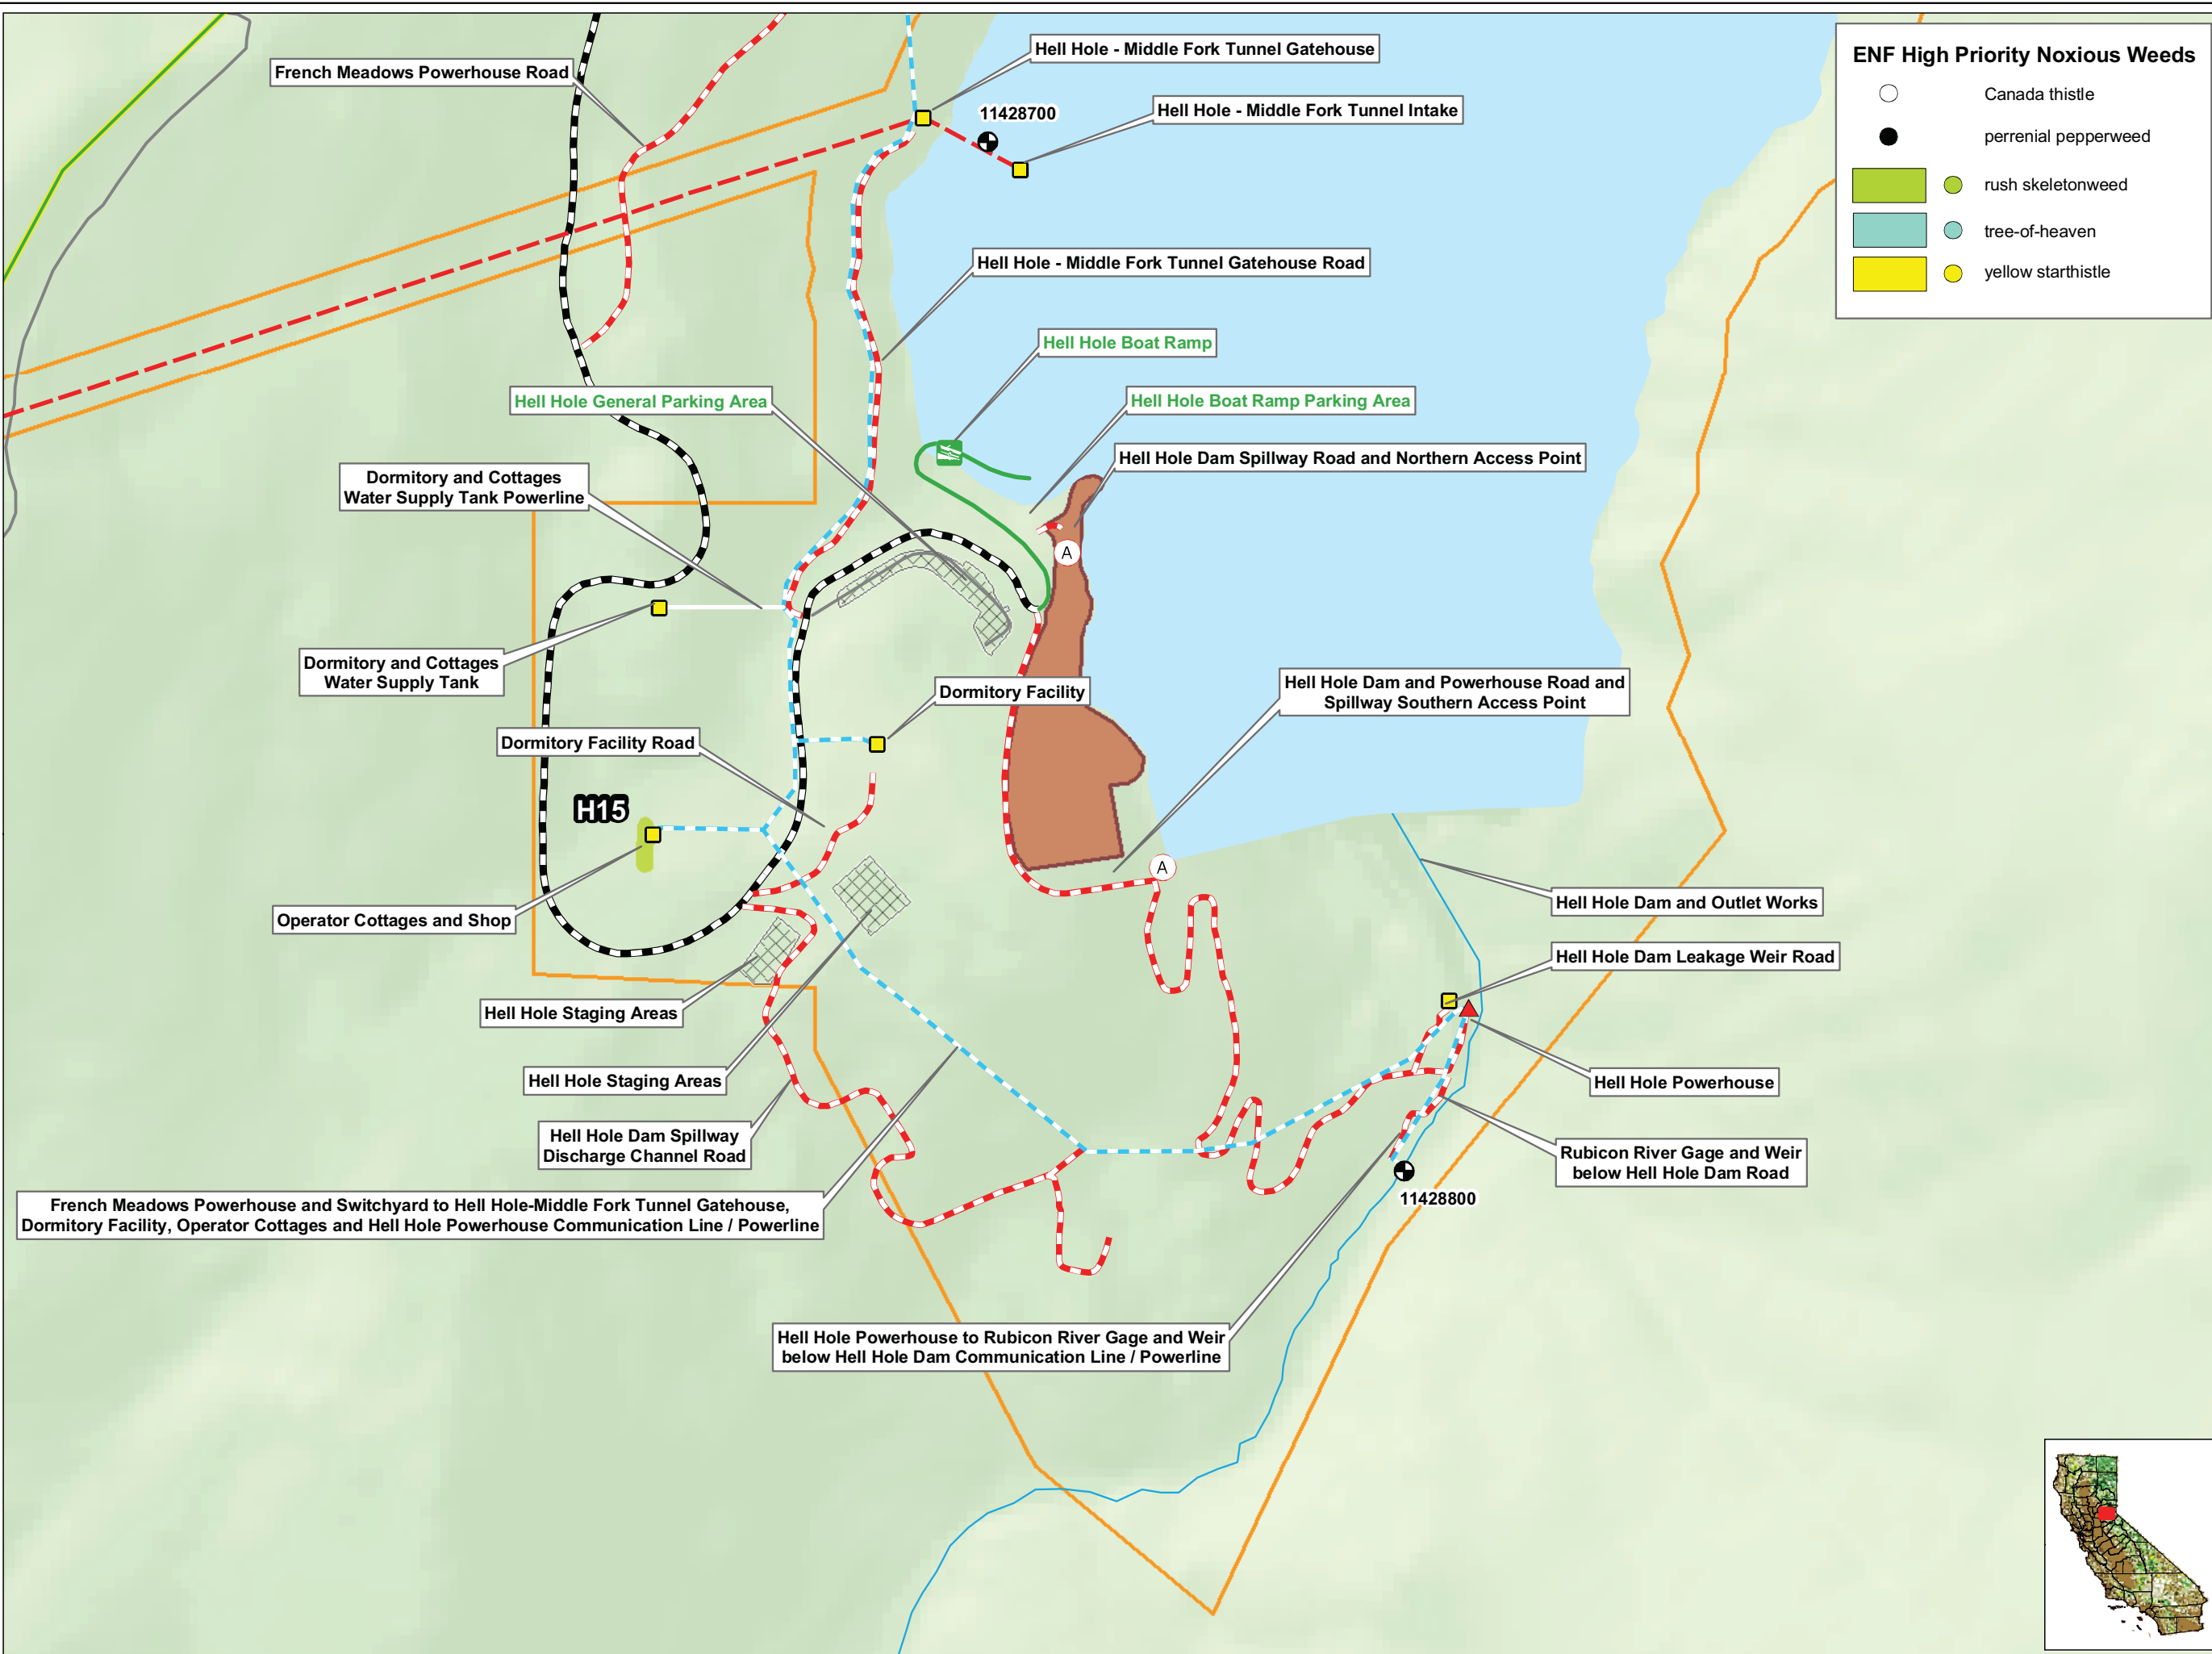 Hell Hole - Middle Fork Tunnel Gatehouse
French Meadows Powerhouse Road
11428700
Hell Hole - Middle Fork Tunnel Intake
ENF High Priority Noxious Weeds
Canada thistle
perrenial pepperweed
rush skeletonweed
tree-of-heaven
yellow starthistle
Hell Hole - Middle Fork Tunnel Gatehouse Road
Hell Hole Boat Ramp
Hell Hole General Parking Area
Hell Hole Boat Ramp Parking Area
Hell Hole Dam Spillway Road and Northern Access Point
Dormitory and Cottages
Water Supply Tank Powerline
A
Dormitory and Cottages
Water Supply Tank
Dormitory Facility
Hell Hole Dam and Powerhouse Road and
Spillway Southern Access Point
Dormitory Facility Road
H15
A
Operator Cottages and Shop
Hell Hole Dam and Outlet Works
Hell Hole Dam Leakage Weir Road
Hell Hole Staging Areas
Hell Hole Staging Areas
Hell Hole Powerhouse
Hell Hole Dam Spillway
Discharge Channel Road
Rubicon River Gage and Weir
below Hell Hole Dam Road
11428800
French Meadows Powerhouse and Switchyard to Hell Hole-Middle Fork Tunnel Gatehouse,
Dormitory Facility, Operator Cottages and Hell Hole Powerhouse Communication Line / Powerline
Hell Hole Powerhouse to Rubicon River Gage and Weir
below Hell Hole Dam Communication Line / Powerline